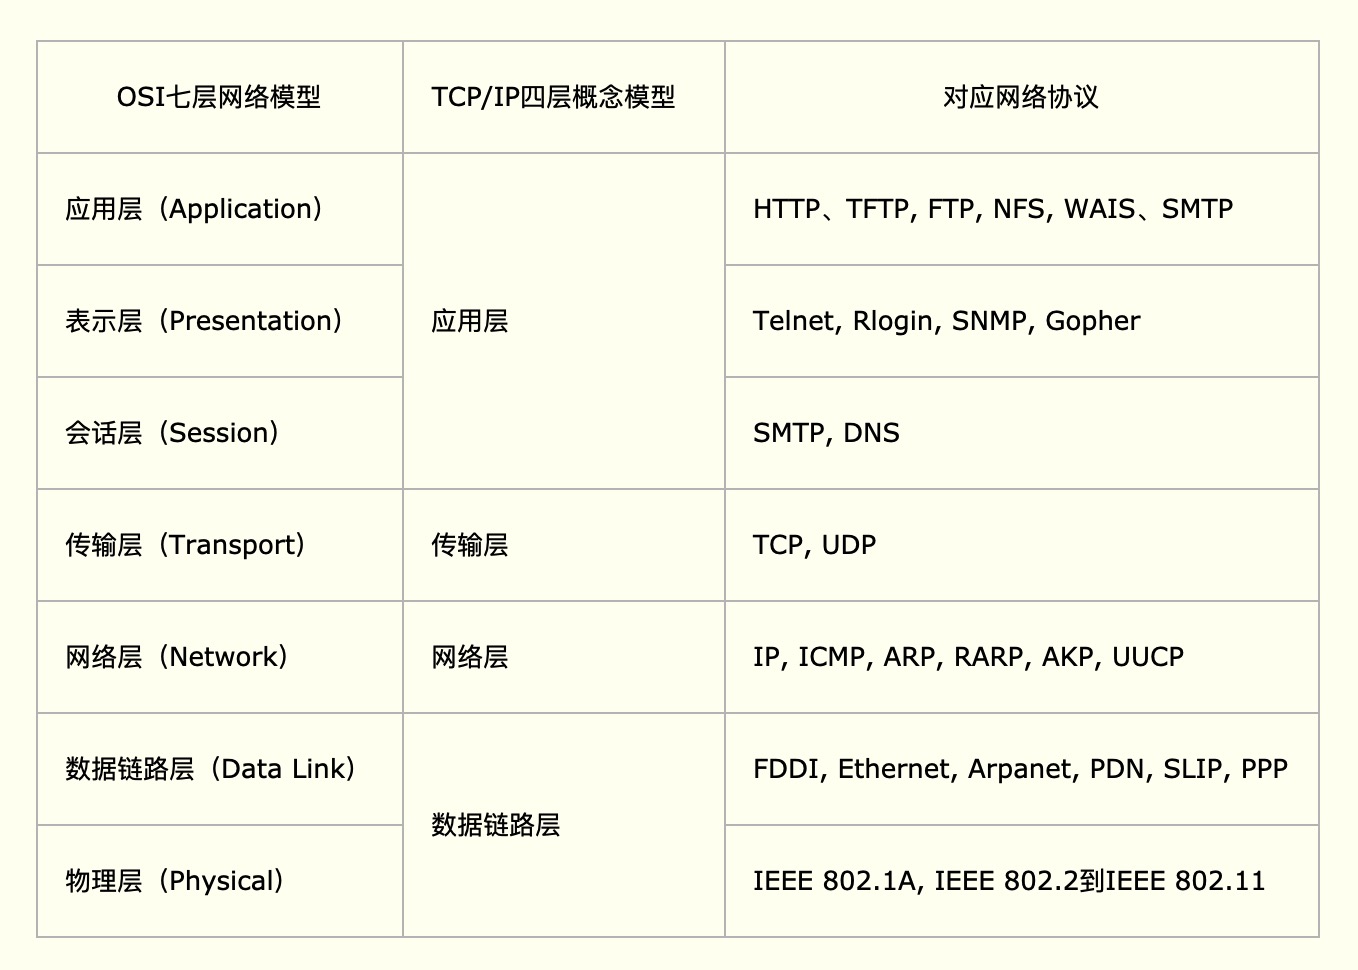 OSI七层网络模型
TCP/IP四层概念模型
对应网络协议
应用层（Application）
应用层
HTTP、TFTP, FTP, NFS, WAIS、SMTP
表示层（Presentation）
Telnet, Rlogin, SNMP, Gopher
会话层（Session）
SMTP, DNS
传输层（Transport）
传输层
TCP, UDP
网络层（Network）
网络层
IP, ICMP, ARP, RARP, AKP, UUCP
数据链路层（Data Link）
数据链路层
FDDI, Ethernet, Arpanet, PDN, SLIP, PPP
物理层（Physical）
IEEE 802.1A, IEEE 802.2到IEEE 802.11